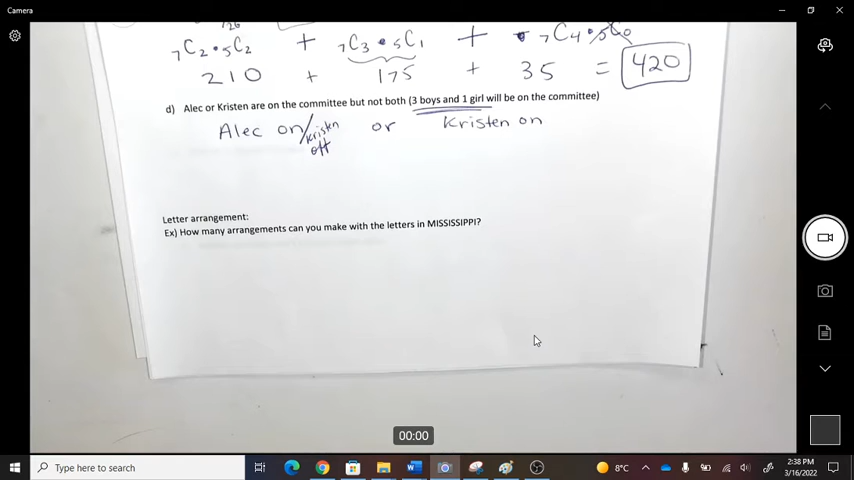 Camera
₇C₂ • ₅C₂ + ₇C₃ • ₅C₁ + ₇C₄ • ₅C₀
210 + 175 + 35 = 420
d) Alec or Kristen are on the committee but not both (3 boys and 1 girl will be on the committee)
Alec on/Kristen off or Kristen on
Letter arrangement:
Ex) How many arrangements can you make with the letters in MISSISSIPPI?
00:00
Type here to search
8°C
2:38 PM
3/16/2022